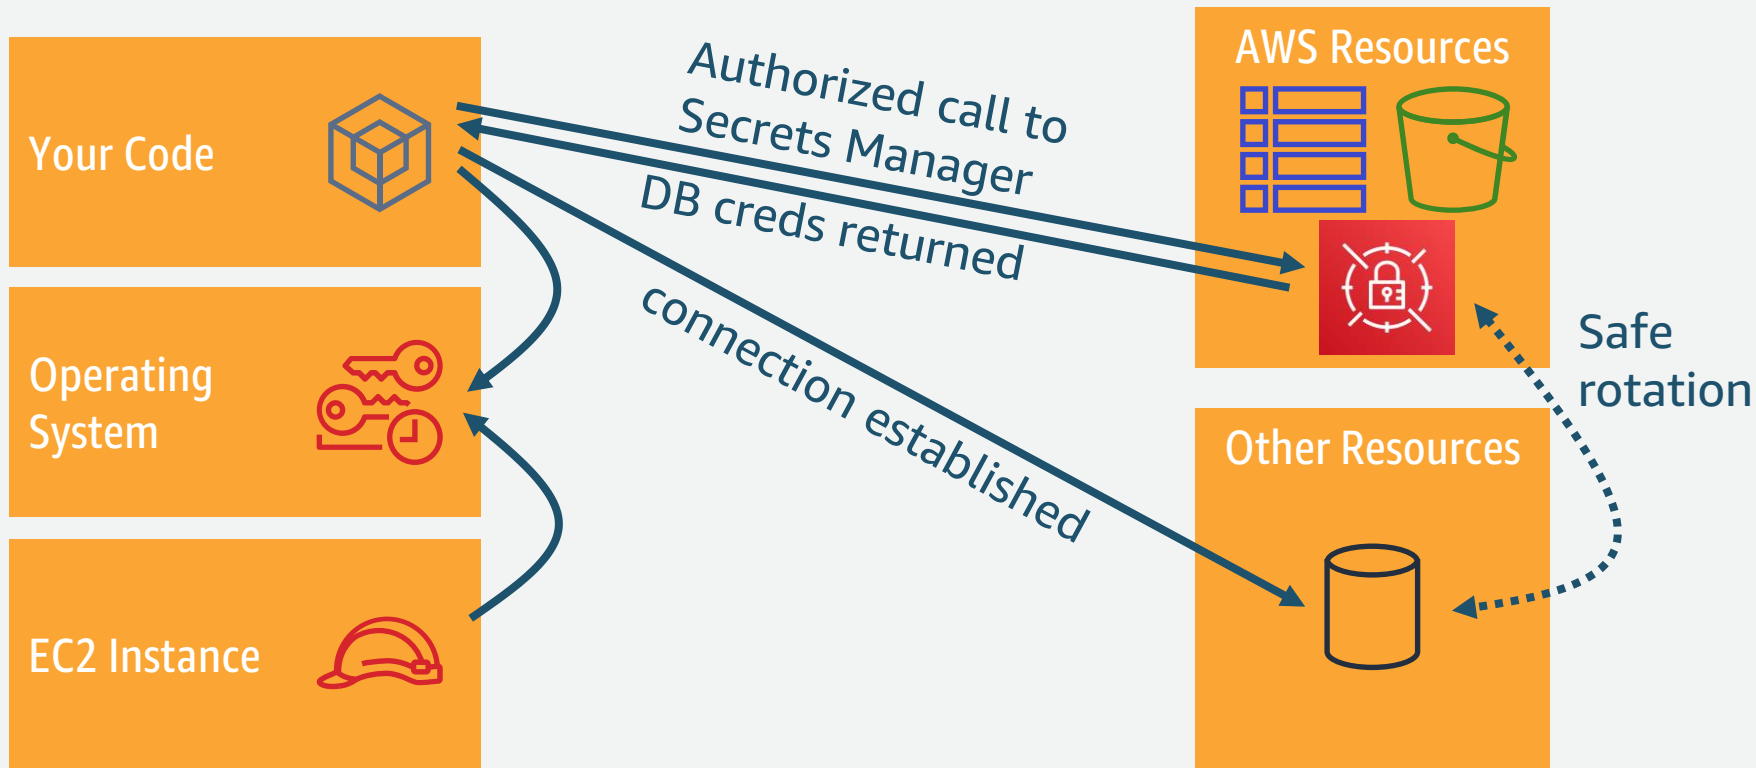 Your Code
Operating
System
EC2 Instance
Authorized call to
Secrets Manager
DB creds returned
connection established
AWS Resources
Safe
rotation
Other Resources